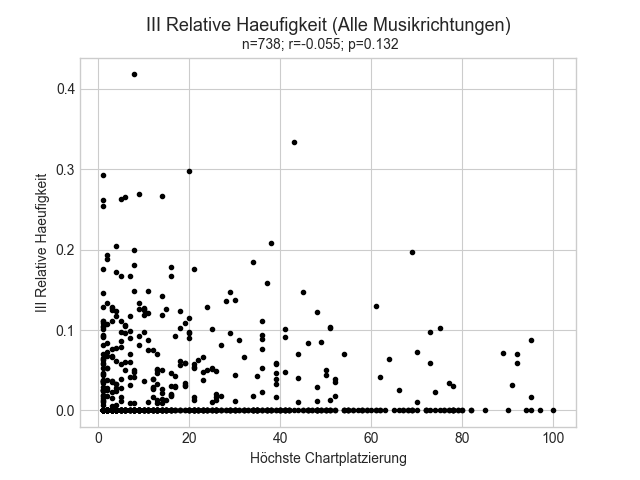 III Relative Haeufigkeit (Alle Musikrichtungen)
n=738; r=-0.055; p=0.132
III Relative Haeufigkeit
0.4
0.3
0.2
0.1
0.0
0 20 40 60 80 100
Höchste Chartplatzierung